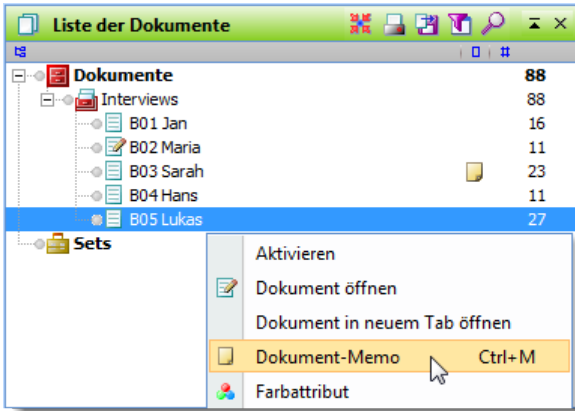 Liste der Dokumente
Dokumente 88
Interviews 88
B01 Jan 16
B02 Maria 11
B03 Sarah 23
B04 Hans 11
B05 Lukas 27
Sets
Aktivieren
Dokument öffnen
Dokument in neuem Tab öffnen
Dokument-Memo Ctrl+M
Farbattribut